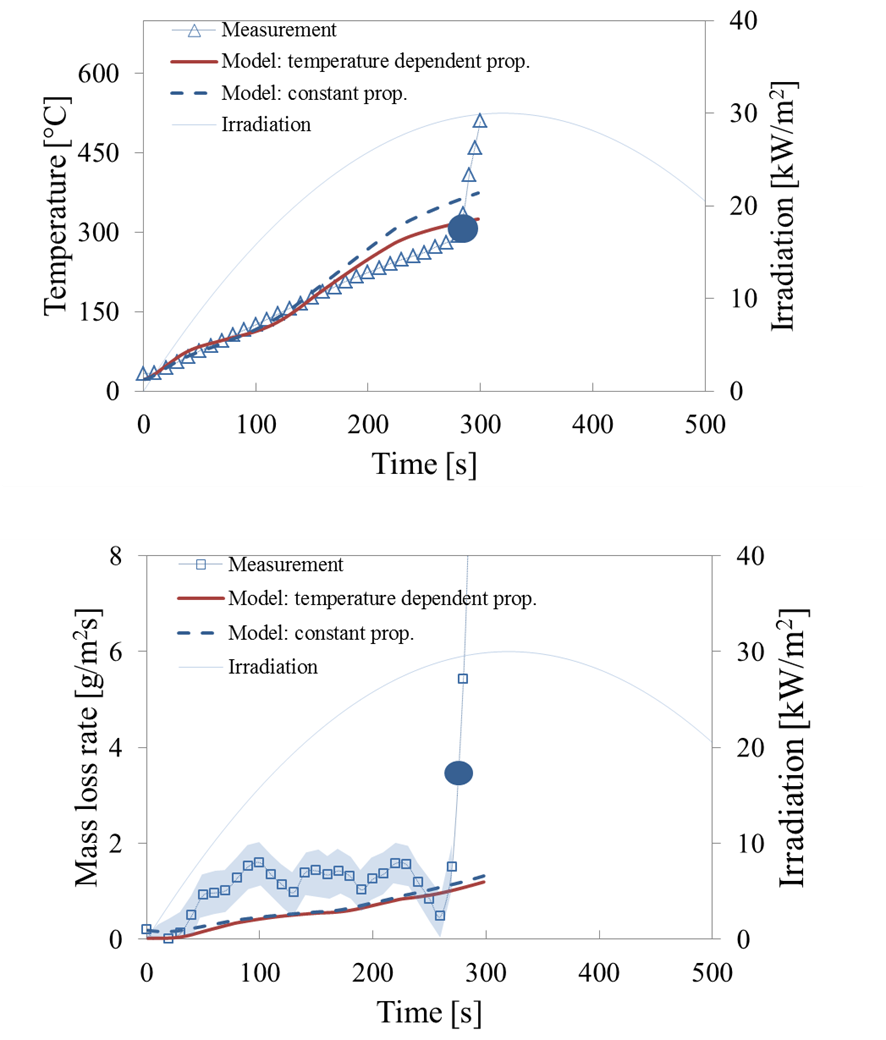 Measurement
Model: temperature dependent prop.
Model: constant prop.
Irradiation
Temperature [°C]
Irradiation [kW/m²]
600
450
300
150
0
40
30
20
10
0
0 100 200 300 400 500
Time [s]
Measurement
Model: temperature dependent prop.
Model: constant prop.
Irradiation
Mass loss rate [g/m²s]
Irradiation [kW/m²]
8
6
4
2
0
40
30
20
10
0
0 100 200 300 400 500
Time [s]